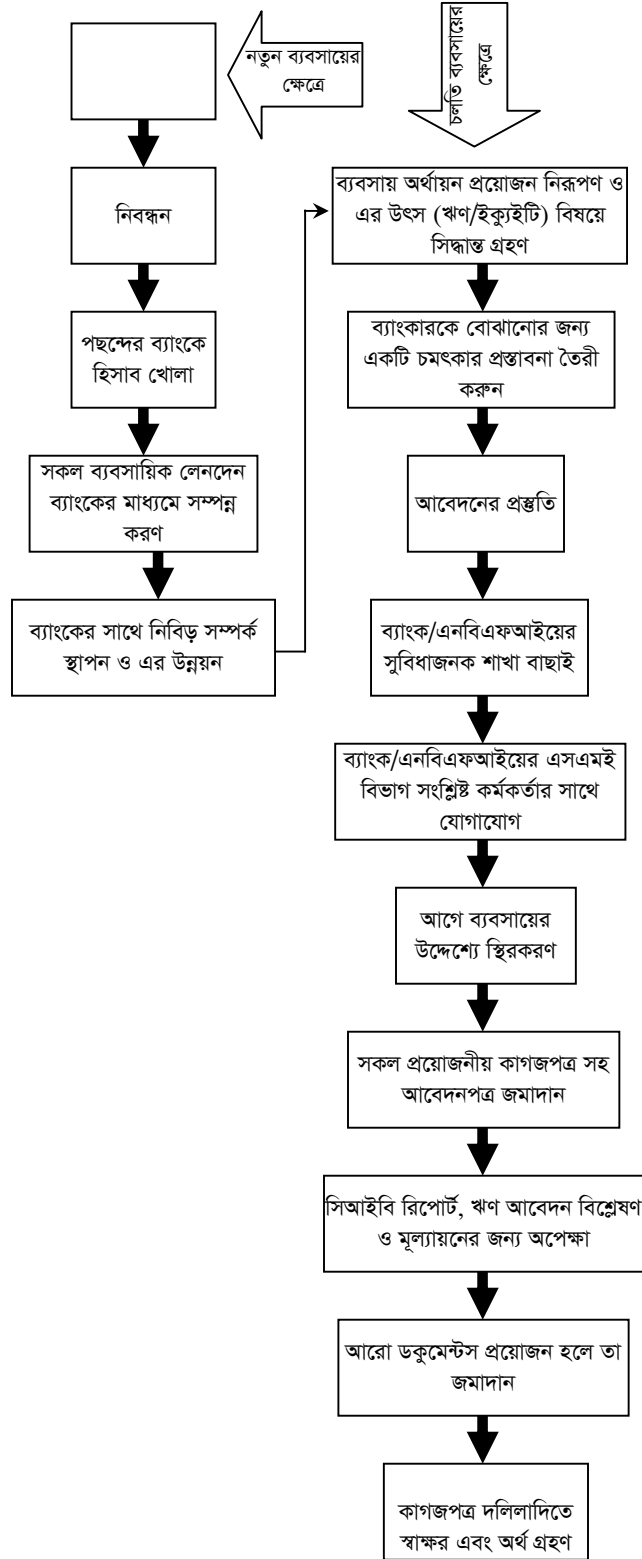 নতুন ব্যবসায়ের
ক্ষেত্রে
চলতি ব্যবসায়ের
ক্ষেত্রে
নিবন্ধন
পছন্দের ব্যাংকে
হিসাব খোলা
সকল ব্যবসায়িক লেনদেন
ব্যাংকের মাধ্যমে সম্পন্ন
করণ
ব্যাংকের সাথে নিবিড় সম্পর্ক
স্থাপন ও এর উন্নয়ন
ব্যবসায় অর্থায়ন প্রয়োজন নিরূপণ ও
এর উৎস (ঋণ/ইক্যুইটি) বিষয়ে
সিদ্ধান্ত গ্রহণ
ব্যাংকারকে বোঝানোর জন্য
একটি চমৎকার প্রস্তাবনা তৈরী
করুন
আবেদনের প্রস্তুতি
ব্যাংক/এনবিএফআইয়ের
সুবিধাজনক শাখা বাছাই
ব্যাংক/এনবিএফআইয়ের এসএমই
বিভাগ সংশ্লিষ্ট কর্মকর্তার সাথে
যোগাযোগ
আগে ব্যবসায়ের
উদ্দেশ্যে স্থিরকরণ
সকল প্রয়োজনীয় কাগজপত্র সহ
আবেদনপত্র জমাদান
সিআইবি রিপোর্ট, ঋণ আবেদন বিশ্লেষণ
ও মূল্যায়নের জন্য অপেক্ষা
আরো ডকুমেন্টস প্রয়োজন হলে তা
জমাদান
কাগজপত্র দলিলাদিতে
স্বাক্ষর এবং অর্থ গ্রহণ